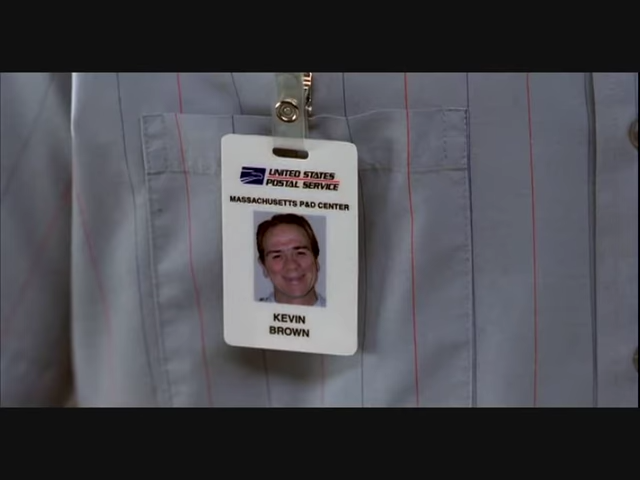 UNITED STATES
POSTAL SERVICE
MASSACHUSETTS P&D CENTER
KEVIN
BROWN